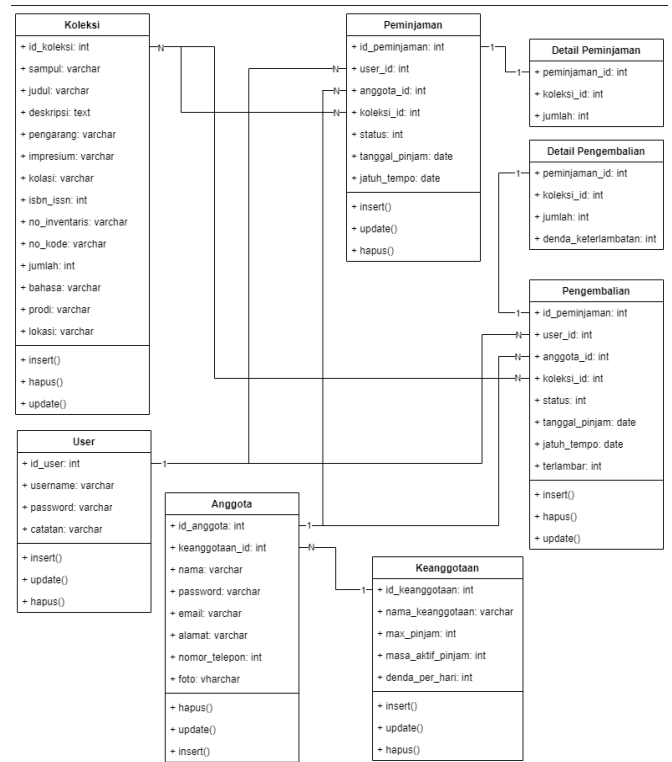 Koleksi
+ id_koleksi: int
+ sampul: varchar
+ judul: varchar
+ deskripsi: text
+ pengarang: varchar
+ impresium: varchar
+ kolasi: varchar
+ isbn_issn: int
+ no_inventaris: varchar
+ no_kode: varchar
+ jumlah: int
+ bahasa: varchar
+ prodi: varchar
+ lokasi: varchar
+ insert()
+ hapus()
+ update()
N
Peminjaman
+ id_peminjaman: int
+ user_id: int
+ anggota_id: int
+ koleksi_id: int
+ status: int
+ tanggal_pinjam: date
+ jatuh_tempo: date
+ insert()
+ update()
+ hapus()
N
N
N
1
1
Detail Peminjaman
+ peminjaman_id: int
+ koleksi_id: int
+ jumlah: int
Detail Pengembalian
+ peminjaman_id: int
+ koleksi_id: int
+ jumlah: int
+ denda_keterlambatan: int
1
1
Pengembalian
+ id_peminjaman: int
+ user_id: int
+ anggota_id: int
+ koleksi_id: int
+ status: int
+ tanggal_pinjam: date
+ jatuh_tempo: date
+ terlambar: int
+ insert()
+ hapus()
+ update()
N
N
N
User
+ id_user: int
+ username: varchar
+ password: varchar
+ catatan: varchar
+ insert()
+ update()
+ hapus()
1
Anggota
+ id_anggota: int
+ keanggotaan_id: int
+ nama: varchar
+ password: varchar
+ email: varchar
+ alamat: varchar
+ nomor_telepon: int
+ foto: vharchar
+ hapus()
+ update()
+ insert()
1
N
1
Keanggotaan
+ id_keanggotaan: int
+ nama_keanggotaan: varchar
+ max_pinjam: int
+ masa_aktif_pinjam: int
+ denda_per_hari: int
+ insert()
+ update()
+ hapus()